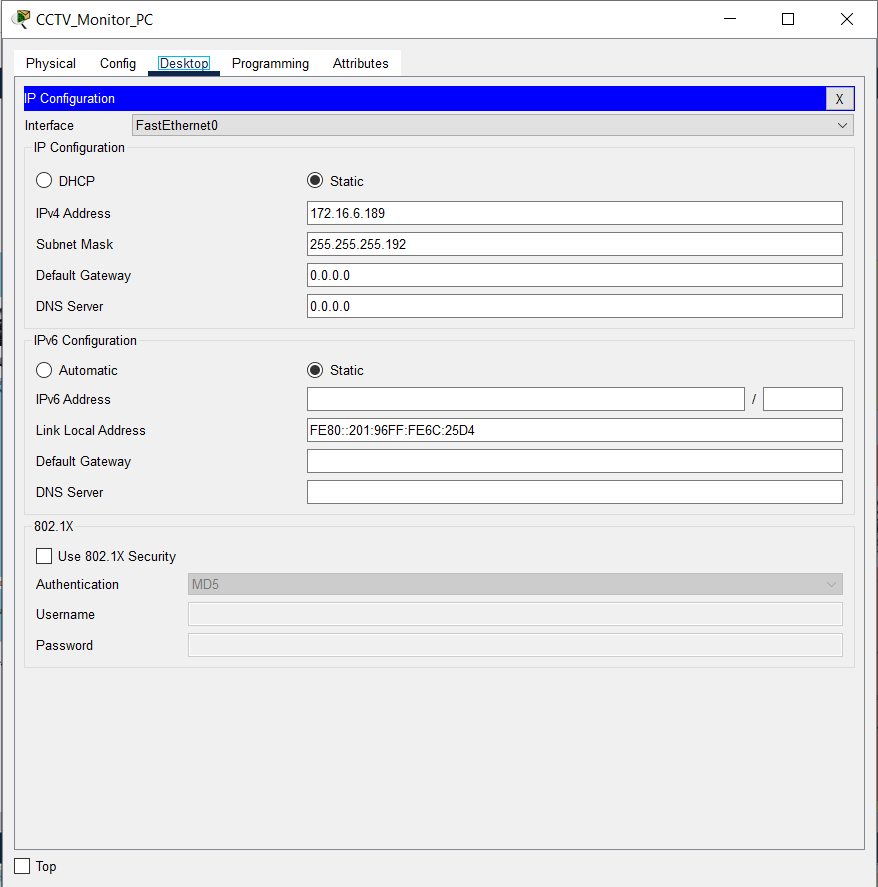 CCTV_Monitor_PC
Physical Config Desktop Programming Attributes
IP Configuration X
Interface FastEthernet0
IP Configuration
DHCP Static
IPv4 Address 172.16.6.189
Subnet Mask 255.255.255.192
Default Gateway 0.0.0.0
DNS Server 0.0.0.0
IPv6 Configuration
Automatic Static
IPv6 Address /
Link Local Address FE80::201:96FF:FE6C:25D4
Default Gateway
DNS Server
802.1X
Use 802.1X Security
Authentication MD5
Username
Password
Top